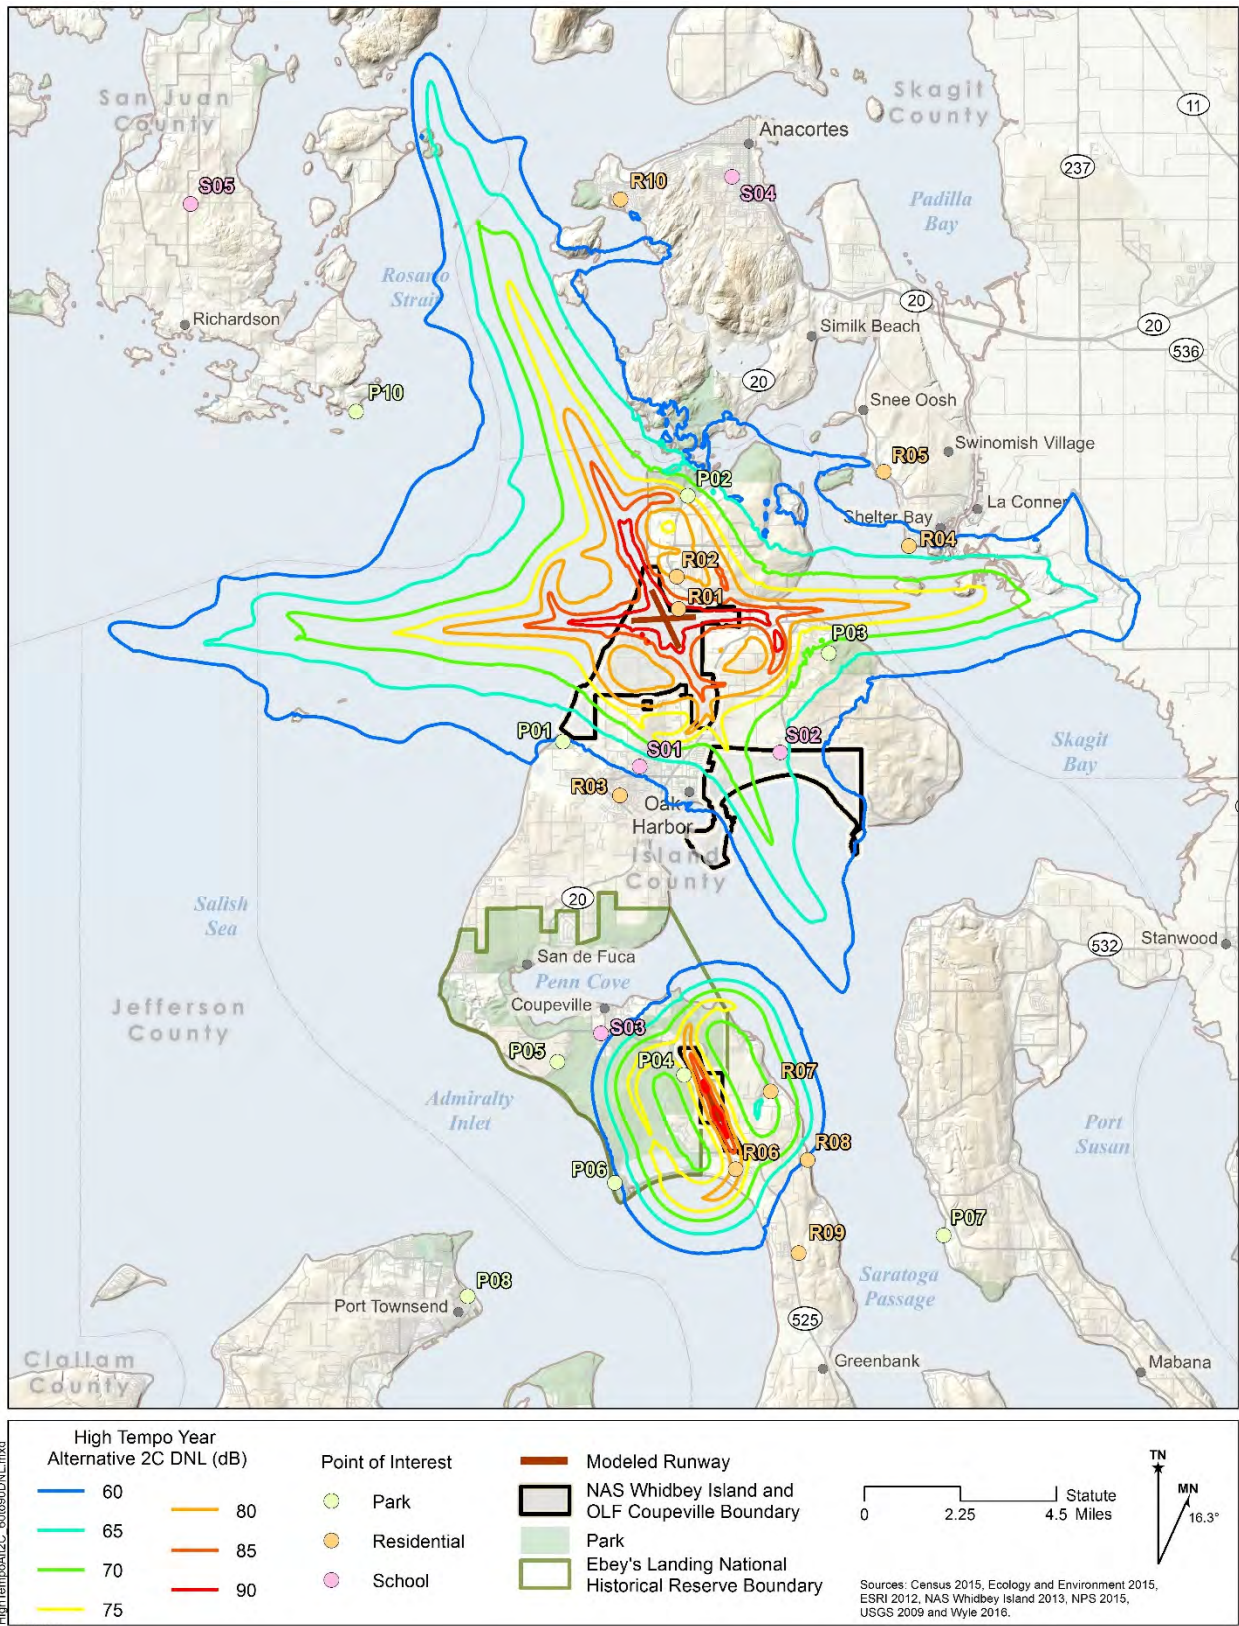 San Juan
County
Skagit
County
11
Anacortes
237
R10
S04
S05
Padilla
Bay
Rosario
Strait
20
Richardson
Similk Beach
20
536
20
P10
Snee Oosh
Swinomish Village
R05
P02
La Conner
Shelter Bay
R04
R02
R01
P03
P01
S01
S02
Skagit
Bay
R03
Oak
Harbor
Island
County
20
Salish
Sea
532
Stanwood
San de Fuca
Penn Cove
Coupeville
Jefferson
County
S03
P05
P04
R07
Admiralty
Inlet
Port
Susan
R08
R06
P06
P07
R09
Saratoga
Passage
P08
Port Townsend
525
Clallam
County
Greenbank
Mabana
High Tempo Year
Alternative 2C DNL (dB)
60
65
70
75
80
85
90
Point of Interest
Park
Residential
School
Modeled Runway
NAS Whidbey Island and
OLF Coupeville Boundary
Park
Ebey's Landing National
Historical Reserve Boundary
0 2.25 4.5
Statute
Miles
TN
MN
16.3°
Sources: Census 2015, Ecology and Environment 2015,
ESRI 2012, NAS Whidbey Island 2013, NPS 2015,
USGS 2009 and Wyle 2016.